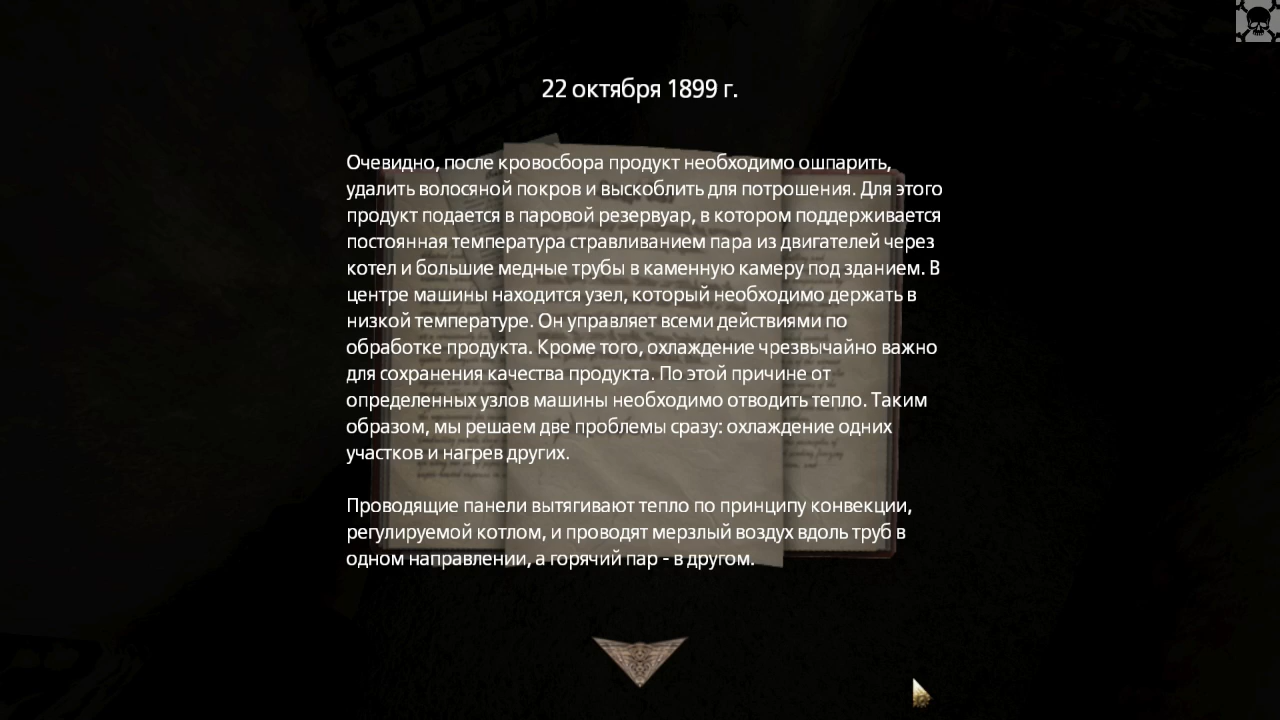 22 октября 1899 г.
Очевидно, после кровосбора продукт необходимо ошпарить,
удалить волосяной покров и выскоблить для потрошения. Для этого
продукт подается в паровой резервуар, в котором поддерживается
постоянная температура стравливанием пара из двигателей через
котел и большие медные трубы в каменную камеру под зданием. В
центре машины находится узел, который необходимо держать в
низкой температуре. Он управляет всеми действиями по
обработке продукта. Кроме того, охлаждение чрезвычайно важно
для сохранения качества продукта. По этой причине от
определенных узлов машины необходимо отводить тепло. Таким
образом, мы решаем две проблемы сразу: охлаждение одних
участков и нагрев других.
Проводящие панели вытягивают тепло по принципу конвекции,
регулируемой котлом, и проводят мерзлый воздух вдоль труб в
одном направлении, а горячий пар - в другом.